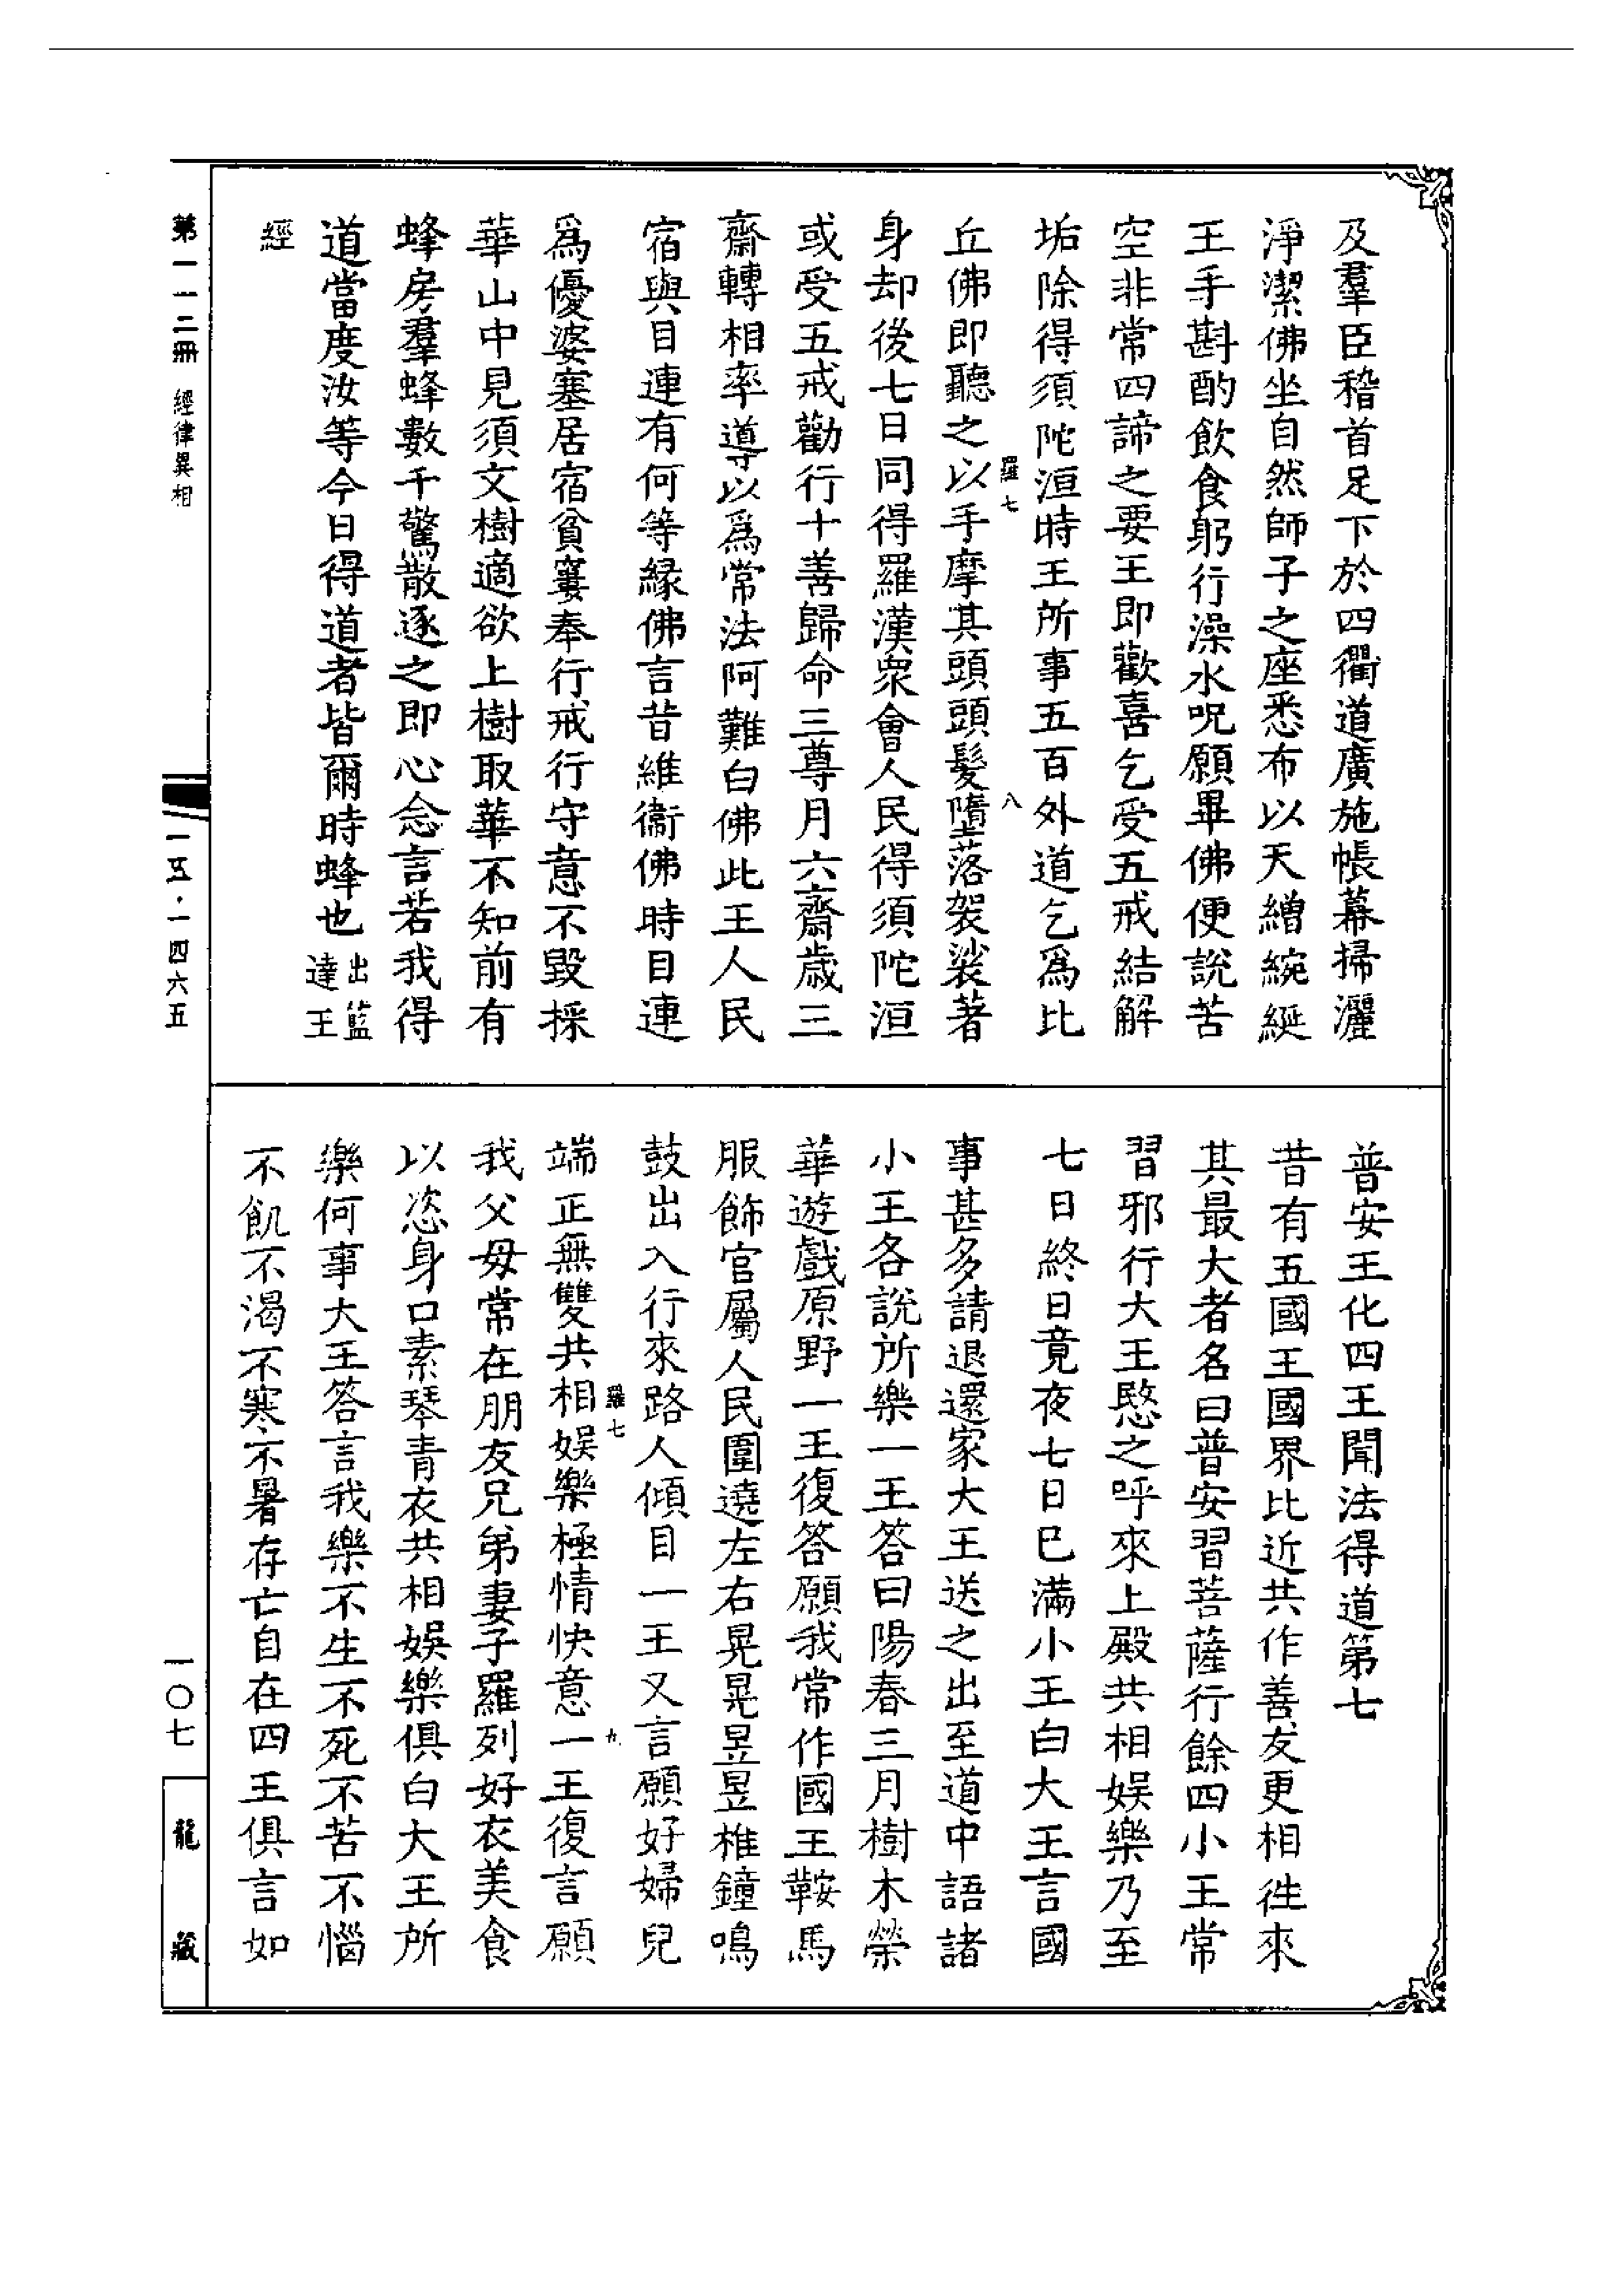 及羣臣稽首足下於四衢道廣施帳幕掃灑
淨潔佛坐自然師子之座悉布以天繒綩綖
王手斟酌飲食躬行澡水呪願畢佛便說苦
空非常四諦之要王即歡喜乞受五戒結解
垢除得須陀洹時王所事五百外道乞爲比
羅七
八
丘佛即聽之以手摩其頭頭髮墮落袈裟著
身却後七日同得羅漢衆會人民得須陀洹
或受五戒勸行十善歸命三尊月六齋歲三
齋轉相率導以爲常法阿難白佛此王人民
宿與目連有何等緣佛言昔維衞佛時目連
爲優婆塞居宿貧窶奉行戒行守意不毀採
華山中見須文樹適欲上樹取華不知前有
蜂房羣蜂數千驚散逐之即心念言若我得
道當度汝等今日得道者皆爾時蜂也出藍達王
經
普安王化四王聞法得道第七
昔有五國王國界比近共作善友更相往來
其最大者名曰普安習菩薩行餘四小王常
習邪行大王愍之呼來上殿共相娛樂乃至
七日終日竟夜七日巳滿小王白大王言國
事甚多請退還家大王送之出至道中語諸
小王各說所樂一王答曰陽春三月樹木榮
華遊戲原野一王復答願我常作國王鞍馬
服飾官屬人民圍遶左右晃晃昱昱椎鐘鳴
鼓出入行來路人傾目一王又言願好婦兒
羅七
九
端正無雙共相娛樂極情快意一王復言願
我父母常在朋友兄弟妻子羅列好衣美食
以恣身口素琴青衣共相娛樂俱白大王所
樂何事大王答言我樂不生不死不苦不惱
不飢不渴不寒不暑存亡自在四王俱言如
第一一二冊 經律異相
一五·一四六五
一〇七
龍藏